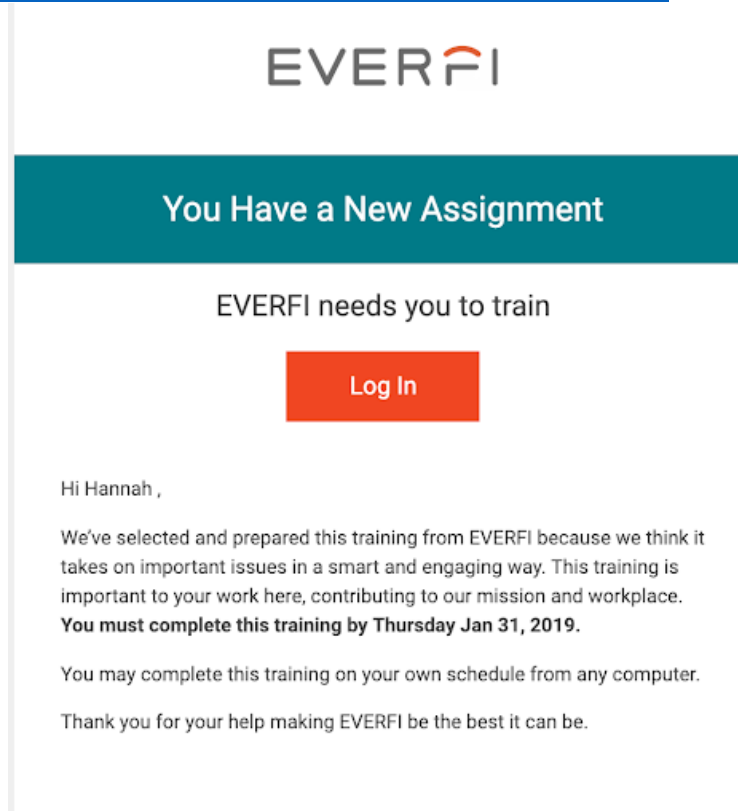 EVERFI
You Have a New Assignment
EVERFI needs you to train
Log In
Hi Hannah ,
We've selected and prepared this training from EVERFI because we think it
takes on important issues in a smart and engaging way. This training is
important to your work here, contributing to our mission and workplace.
You must complete this training by Thursday Jan 31, 2019.
You may complete this training on your own schedule from any computer.
Thank you for your help making EVERFI be the best it can be.